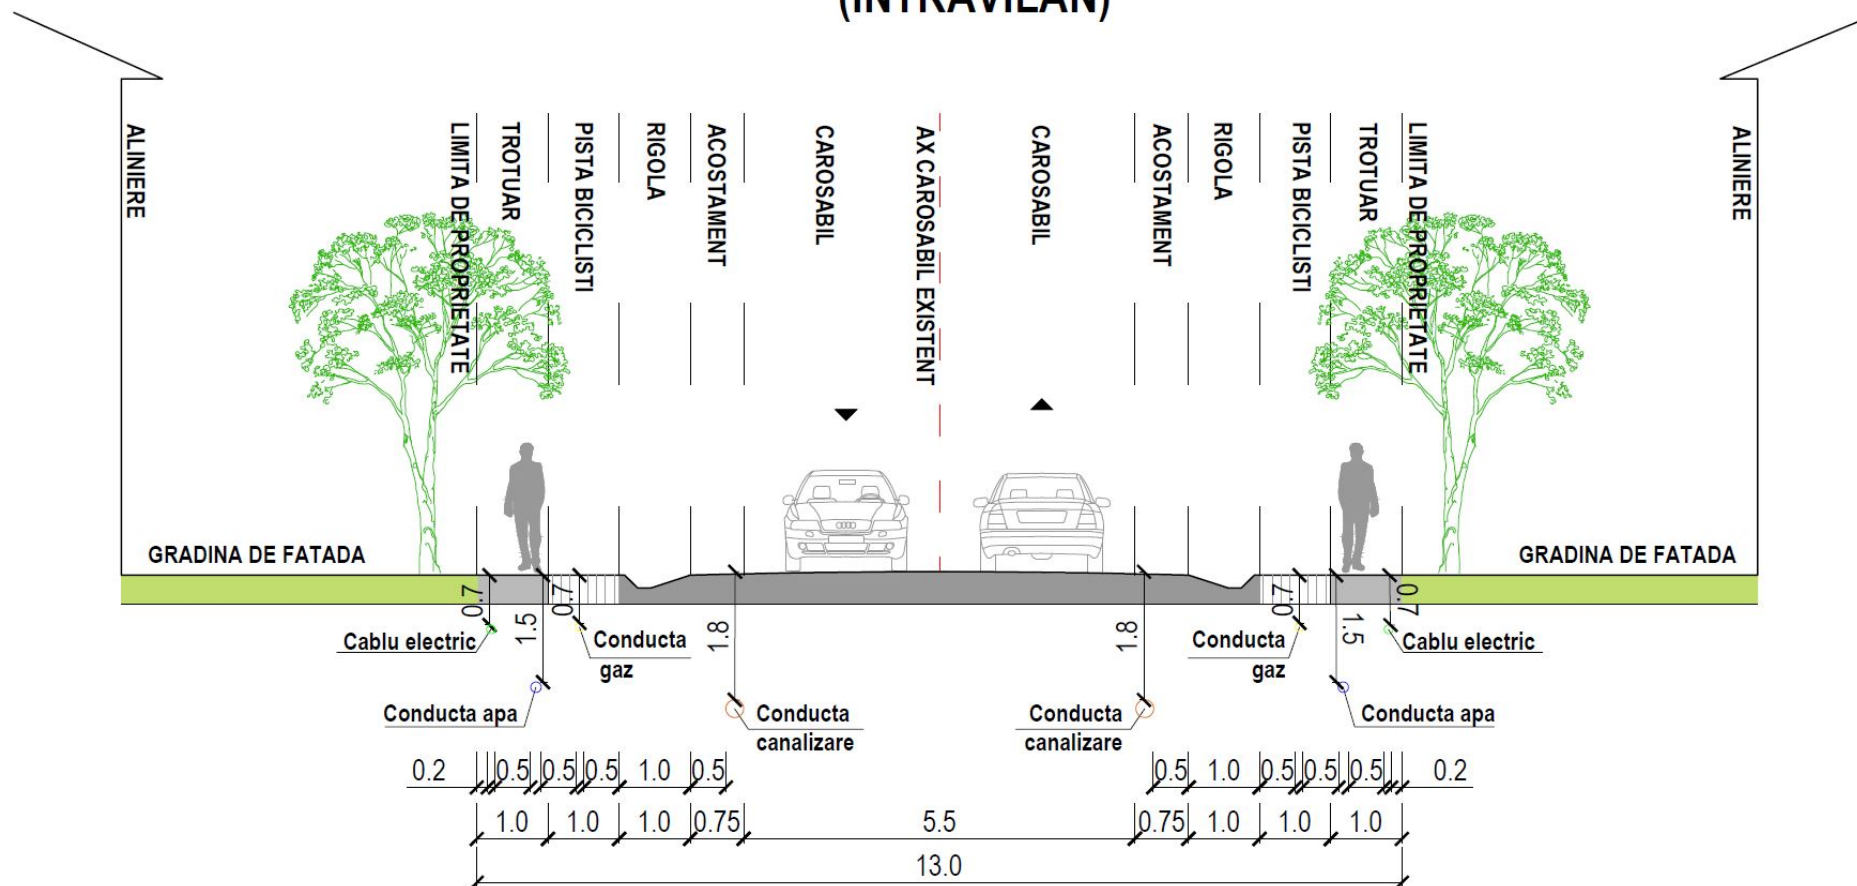 (INTRAVILAN)
ALINIERE
LIMITA DE PROPRIETATE
TROTUAR
PISTA BICICLISTI
RIGOLA
ACOSTAMENT
CAROSABIL
AX CAROSABIL EXISTENT
CAROSABIL
ACOSTAMENT
RIGOLA
PISTA BICICLISTI
TROTUAR
LIMITA DE PROPRIETATE
ALINIERE
GRADINA DE FATADA
GRADINA DE FATADA
0.7
1.5
0.7
1.8
1.8
0.7
1.5
0.7
Cablu electric
Conducta
gaz
Conducta
gaz
Cablu electric
Conducta apa
Conducta
canalizare
Conducta
canalizare
Conducta apa
0.2 0.5 0.5 0.5 1.0 0.5 0.5 1.0 0.5 0.5 0.5 0.2
1.0 1.0 1.0 0.75 5.5 0.75 1.0 1.0 1.0
13.0